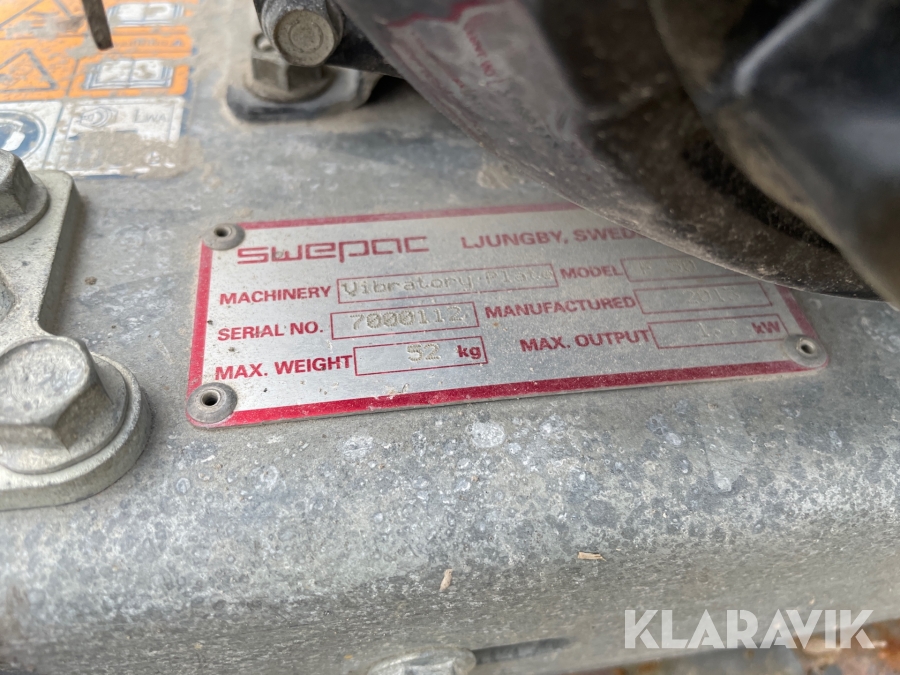 swepac LJUNGBY, SWED
MACHINERY Vibratory Plate MODEL
SERIAL NO. 7000112 MANUFACTURED
MAX. WEIGHT 52 kg MAX. OUTPUT kW
LWA
KLARAVIK